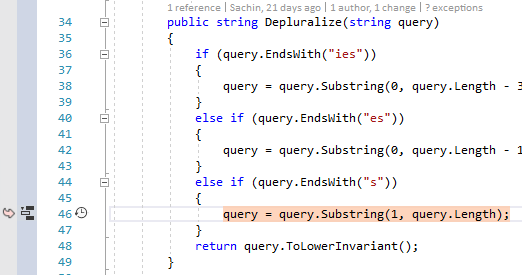 1 reference | Sachin, 21 days ago | 1 author, 1 change | ? exceptions
34 public string Depluralize(string query)
35 {
36 if (query.EndsWith("ies"))
37 {
38 query = query.Substring(0, query.Length - 3
39 }
40 else if (query.EndsWith("es"))
41 {
42 query = query.Substring(0, query.Length - 1
43 }
44 else if (query.EndsWith("s"))
45 {
46 query = query.Substring(1, query.Length);
47 }
48 return query.ToLowerInvariant();
49 }